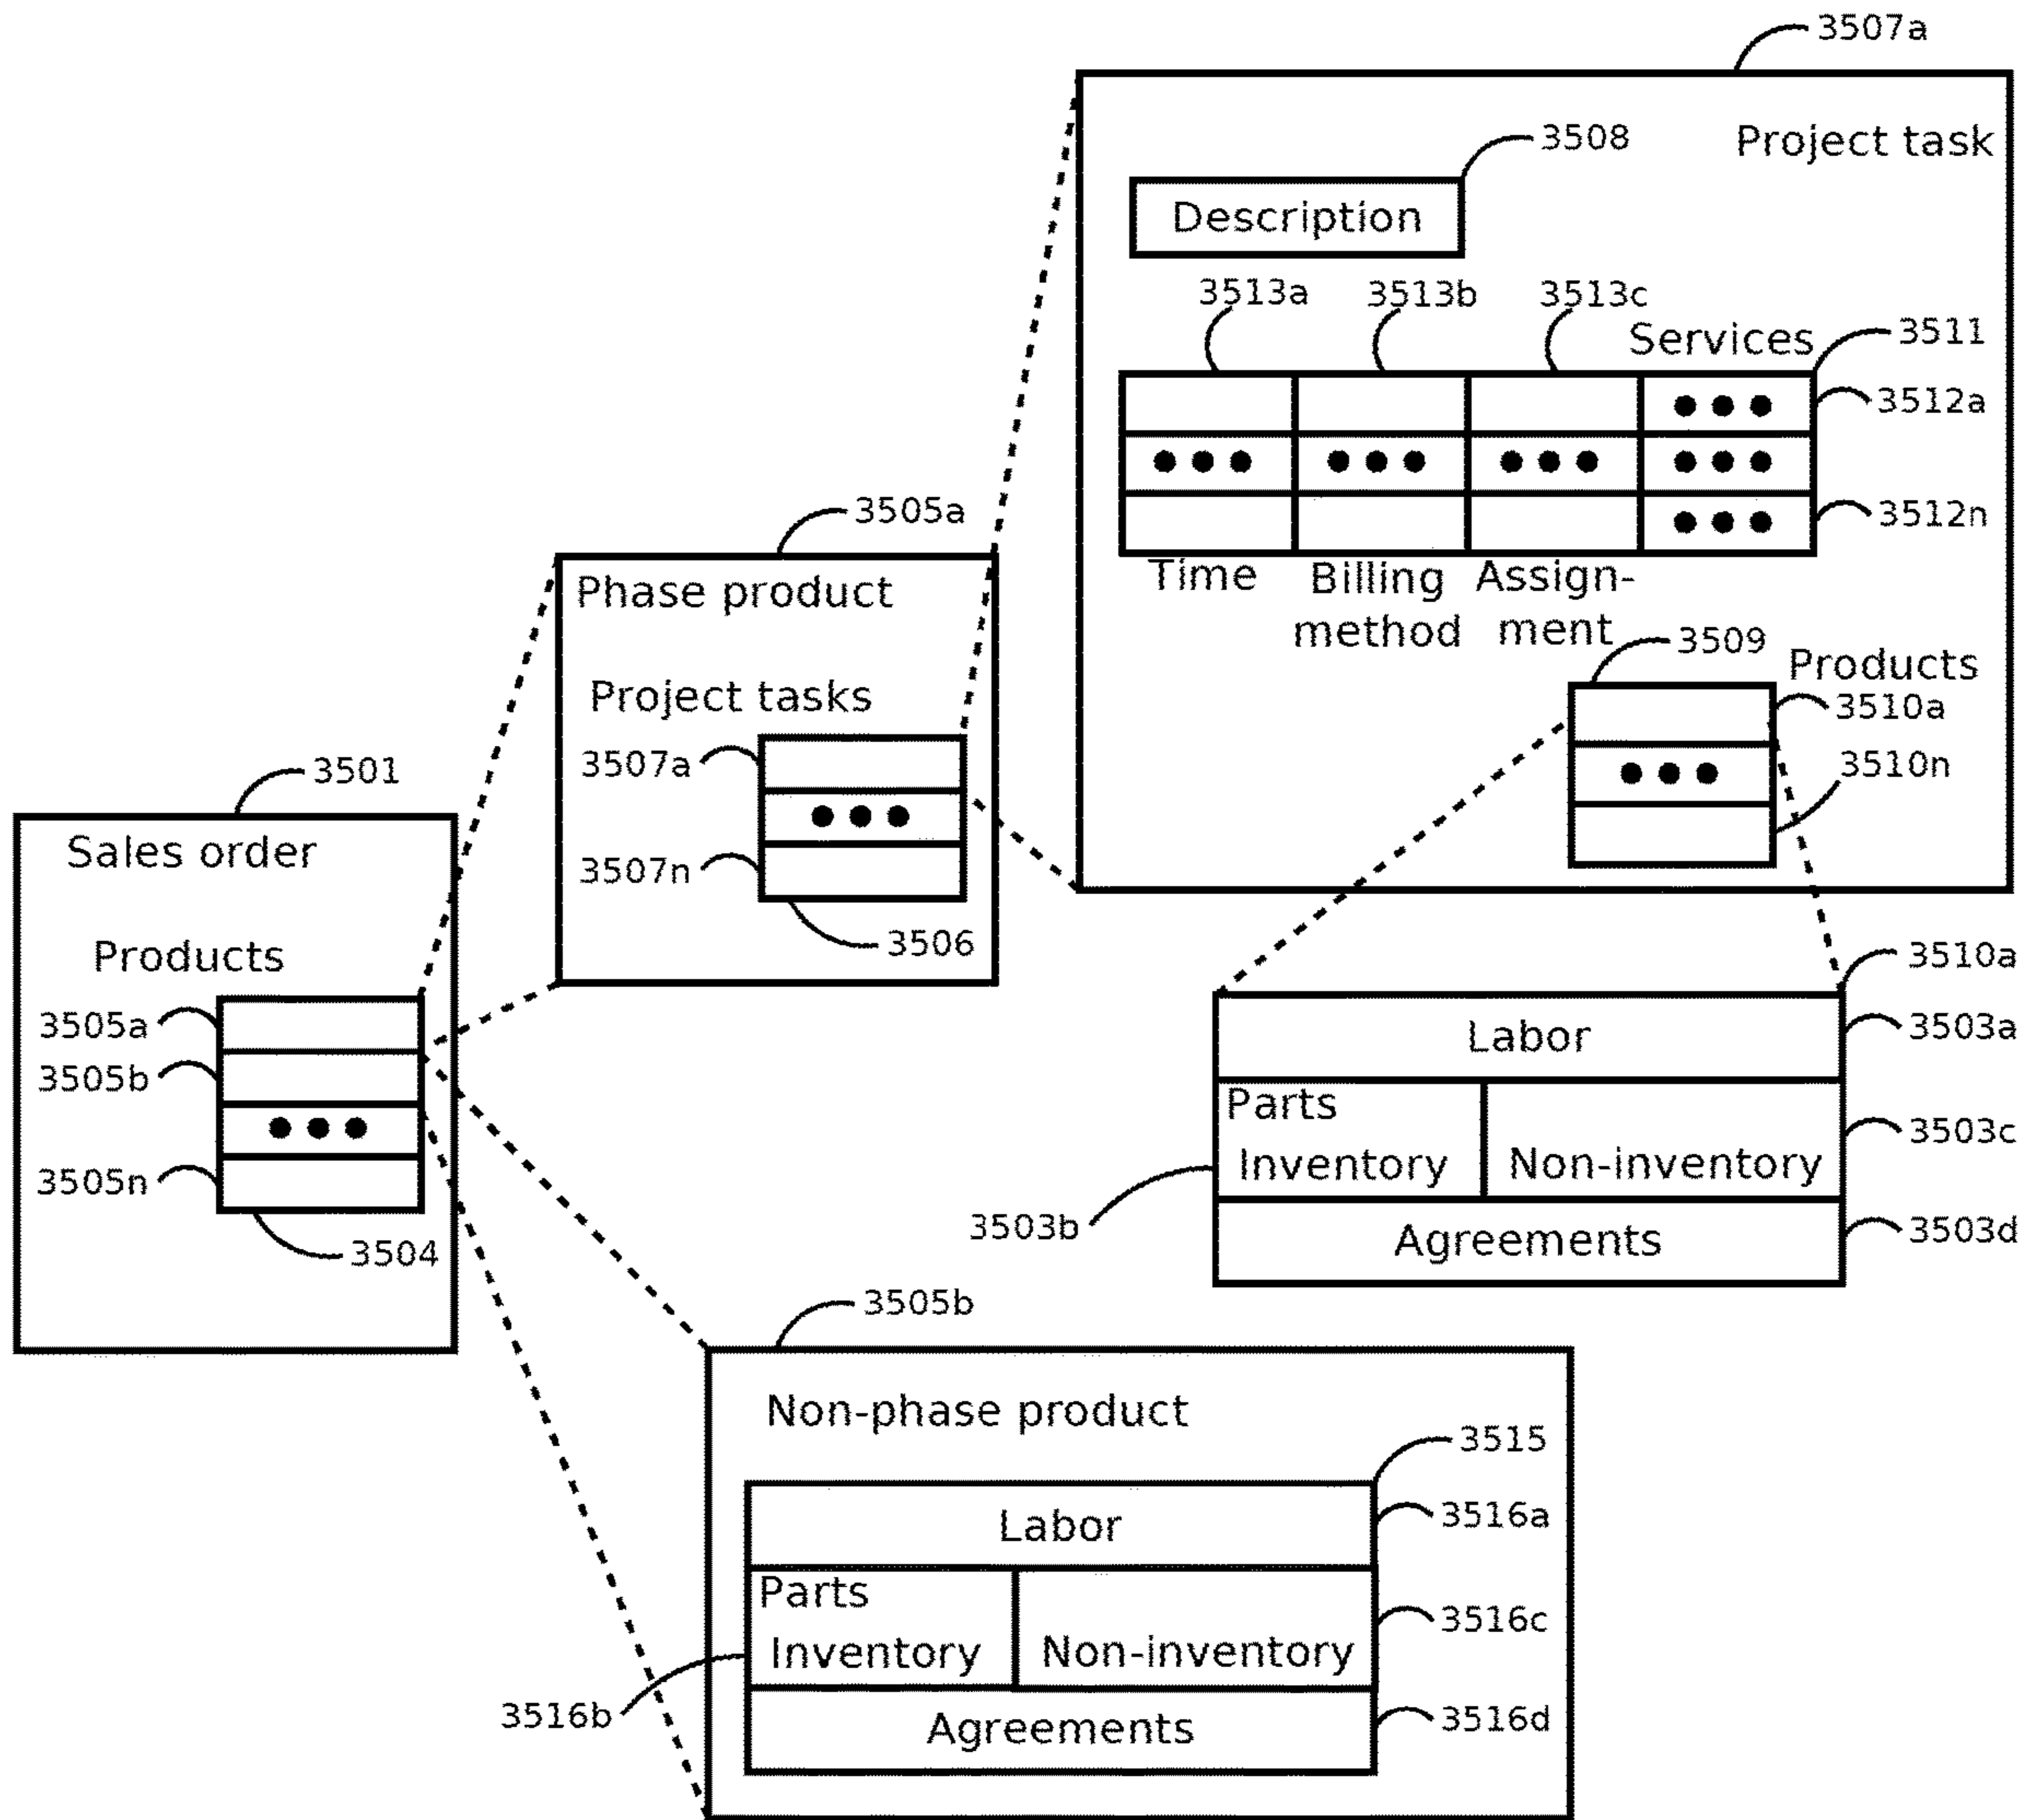 3507a
Project task
3508
Description
3513a 3513b 3513c
Services 3511
3512a
3512n
Time Billing method Assign-ment
3509
Products
3510a
3510n
3505a
Phase product
Project tasks
3507a
3507n
3506
3501
Sales order
Products
3505a
3505b
3505n
3504
3510a
Labor 3503a
Parts
Inventory Non-inventory
3503c
3503b
Agreements 3503d
3505b
Non-phase product
3515
Labor 3516a
Parts
Inventory Non-inventory
3516c
3516b
Agreements 3516d